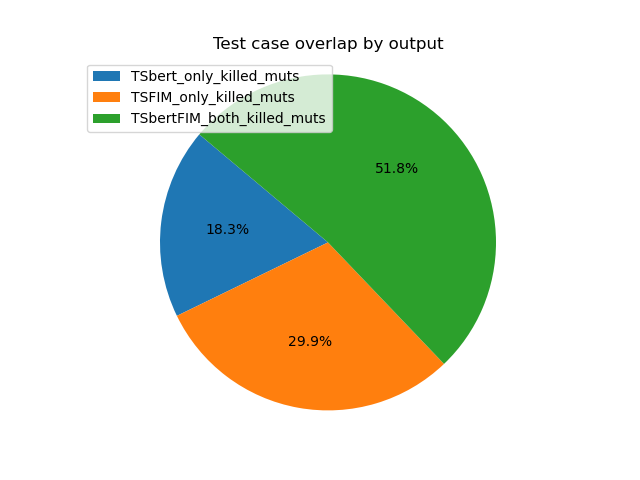 Test case overlap by output
TSbert_only_killed_muts
TSFIM_only_killed_muts
TSbertFIM_both_killed_muts
51.8%
18.3%
29.9%